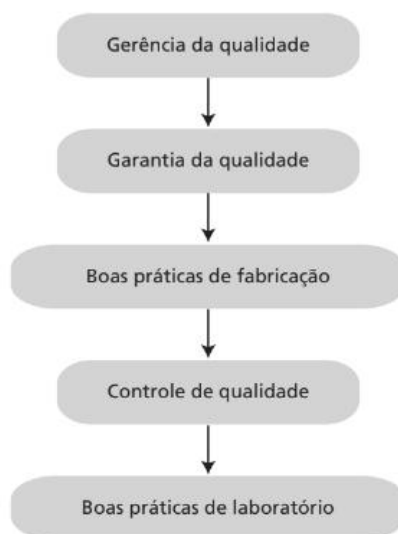 Gerência da qualidade
Garantia da qualidade
Boas práticas de fabricação
Controle de qualidade
Boas práticas de laboratório